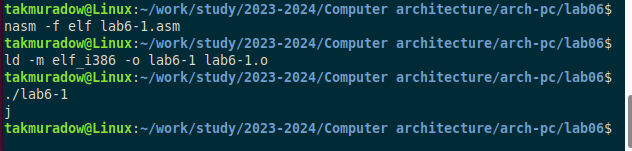 takmuradow@Linux:~/work/study/2023-2024/Computer architecture/arch-pc/lab06$
nasm -f elf lab6-1.asm
takmuradow@Linux:~/work/study/2023-2024/Computer architecture/arch-pc/lab06$
ld -m elf_i386 -o lab6-1 lab6-1.o
takmuradow@Linux:~/work/study/2023-2024/Computer architecture/arch-pc/lab06$
./lab6-1
j
takmuradow@Linux:~/work/study/2023-2024/Computer architecture/arch-pc/lab06$